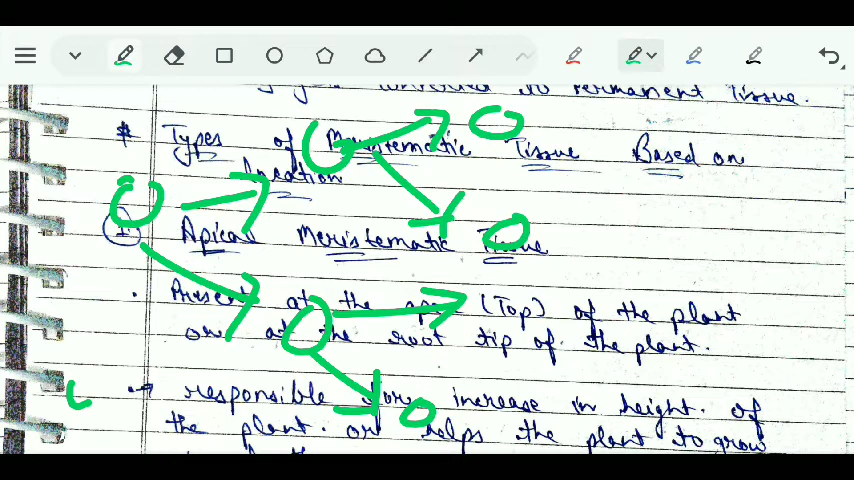 into Permanent Tissue.
* Types of Meristematic Tissue Based on
Location
1 Apical Meristematic Tissue
. Present at the apex (Top) of the plant
or at the root tip of the plant.
→ responsible for increase in height. of
the plant. or helps the plant to grow